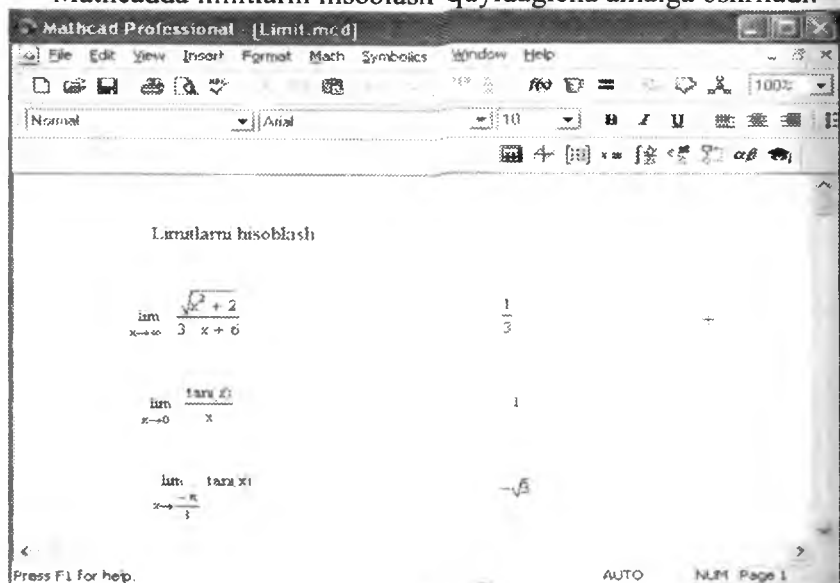 Mathcadda limitlarni hisoblash quyidagicha amalga oshiriladi.
Mathcad Professional - [Limit.mcd]
File Edit View Insert Format Math Symbolics Window Help
100%
Normal Arial 10 B I U
αβ
Limitlarni hisoblash
lim x→∞ √(x² + 2) / (3 x + 6) 1/3 +
lim x→0 tan(x) / x 1
lim x→ -π/3 tan(x) -√3
Press F1 for help. AUTO NUM Page 1